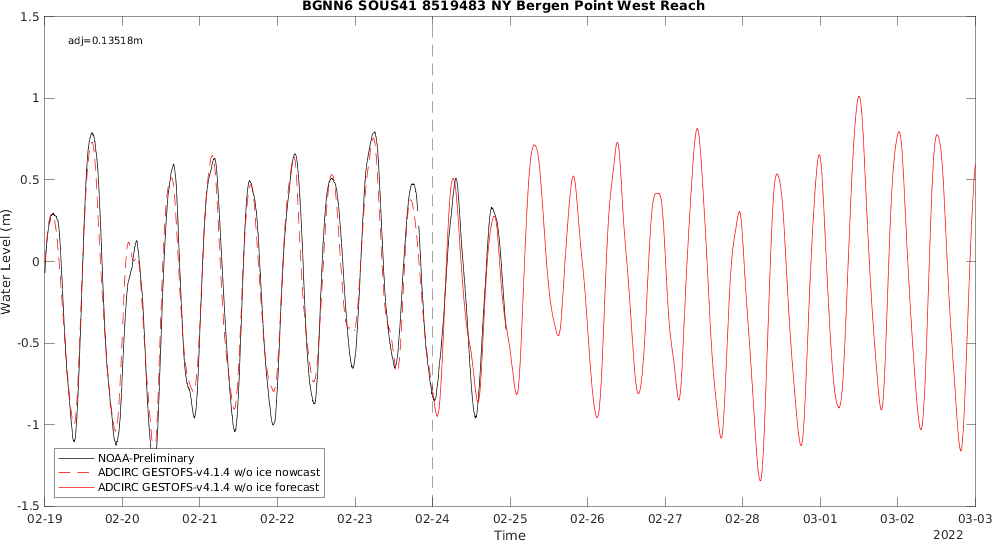 BGNN6 SOUS41 8519483 NY Bergen Point West Reach
1.5
adj=0.13518m
1
0.5
0
-0.5
-1
-1.5
Water Level (m)
NOAA-Preliminary
ADCIRC GESTOFS-v4.1.4 w/o ice nowcast
ADCIRC GESTOFS-v4.1.4 w/o ice forecast
02-19 02-20 02-21 02-22 02-23 02-24 02-25 02-26 02-27 02-28 03-01 03-02 03-03
Time
2022